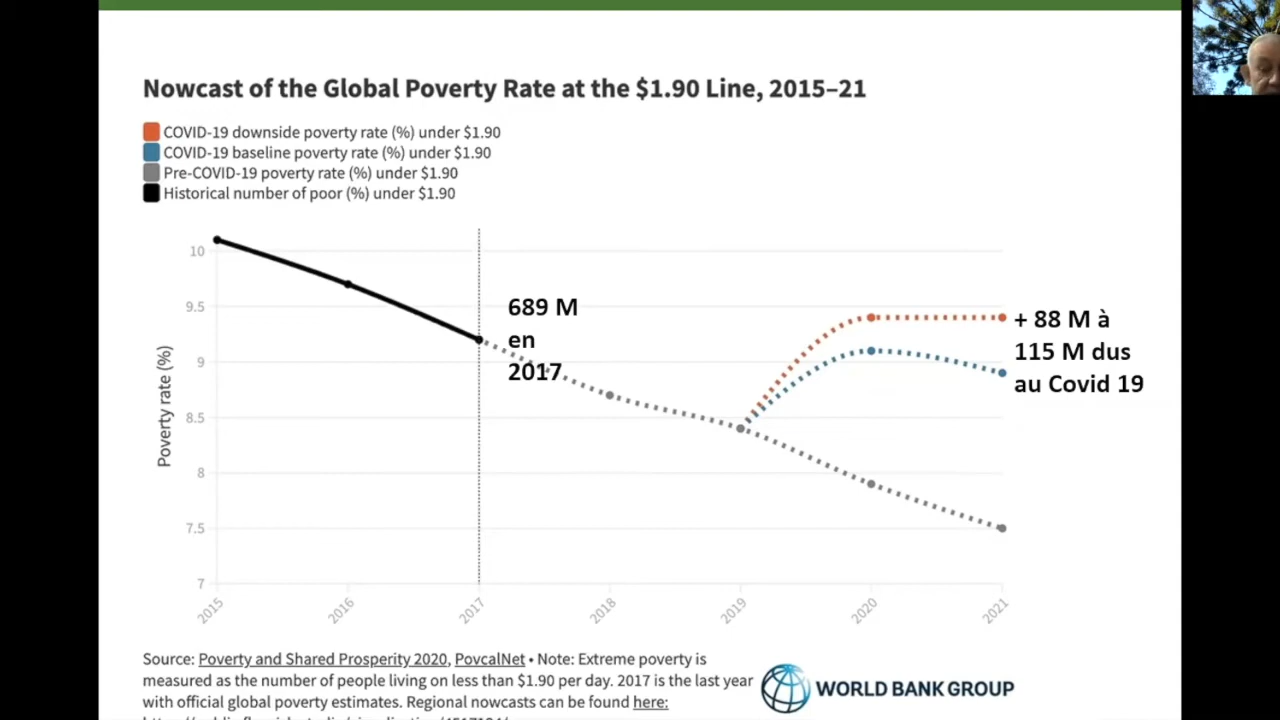 Nowcast of the Global Poverty Rate at the $1.90 Line, 2015–21
COVID-19 downside poverty rate (%) under $1.90
COVID-19 baseline poverty rate (%) under $1.90
Pre-COVID-19 poverty rate (%) under $1.90
Historical number of poor (%) under $1.90
Poverty rate (%)
10
9.5
9
8.5
8
7.5
7
689 M
en
2017
+ 88 M à
115 M dus
au Covid 19
2015
2016
2017
2018
2019
2020
2021
Source: Poverty and Shared Prosperity 2020, PovcalNet • Note: Extreme poverty is
measured as the number of people living on less than $1.90 per day. 2017 is the last year
with official global poverty estimates. Regional nowcasts can be found here:
WORLD BANK GROUP